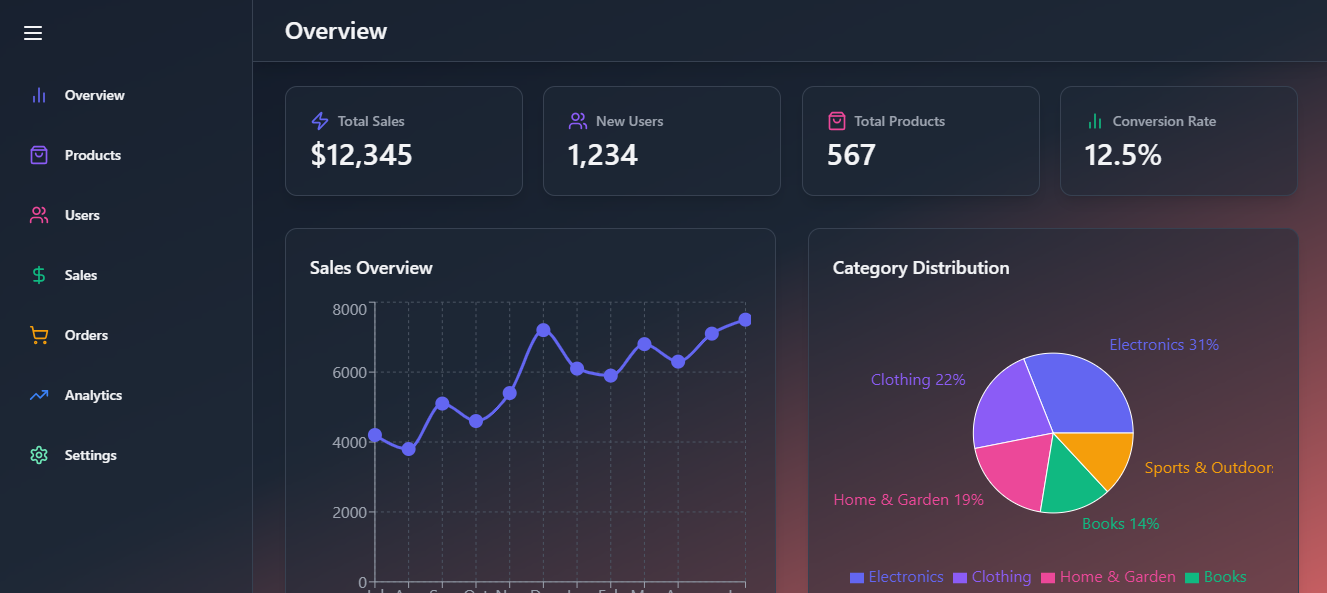 Overview
Overview
Products
Users
Sales
Orders
Analytics
Settings
Total Sales
$12,345
New Users
1,234
Total Products
567
Conversion Rate
12.5%
Sales Overview
8000
6000
4000
2000
0
Category Distribution
Electronics 31%
Clothing 22%
Sports & Outdoor
Home & Garden 19%
Books 14%
Electronics Clothing Home & Garden Books